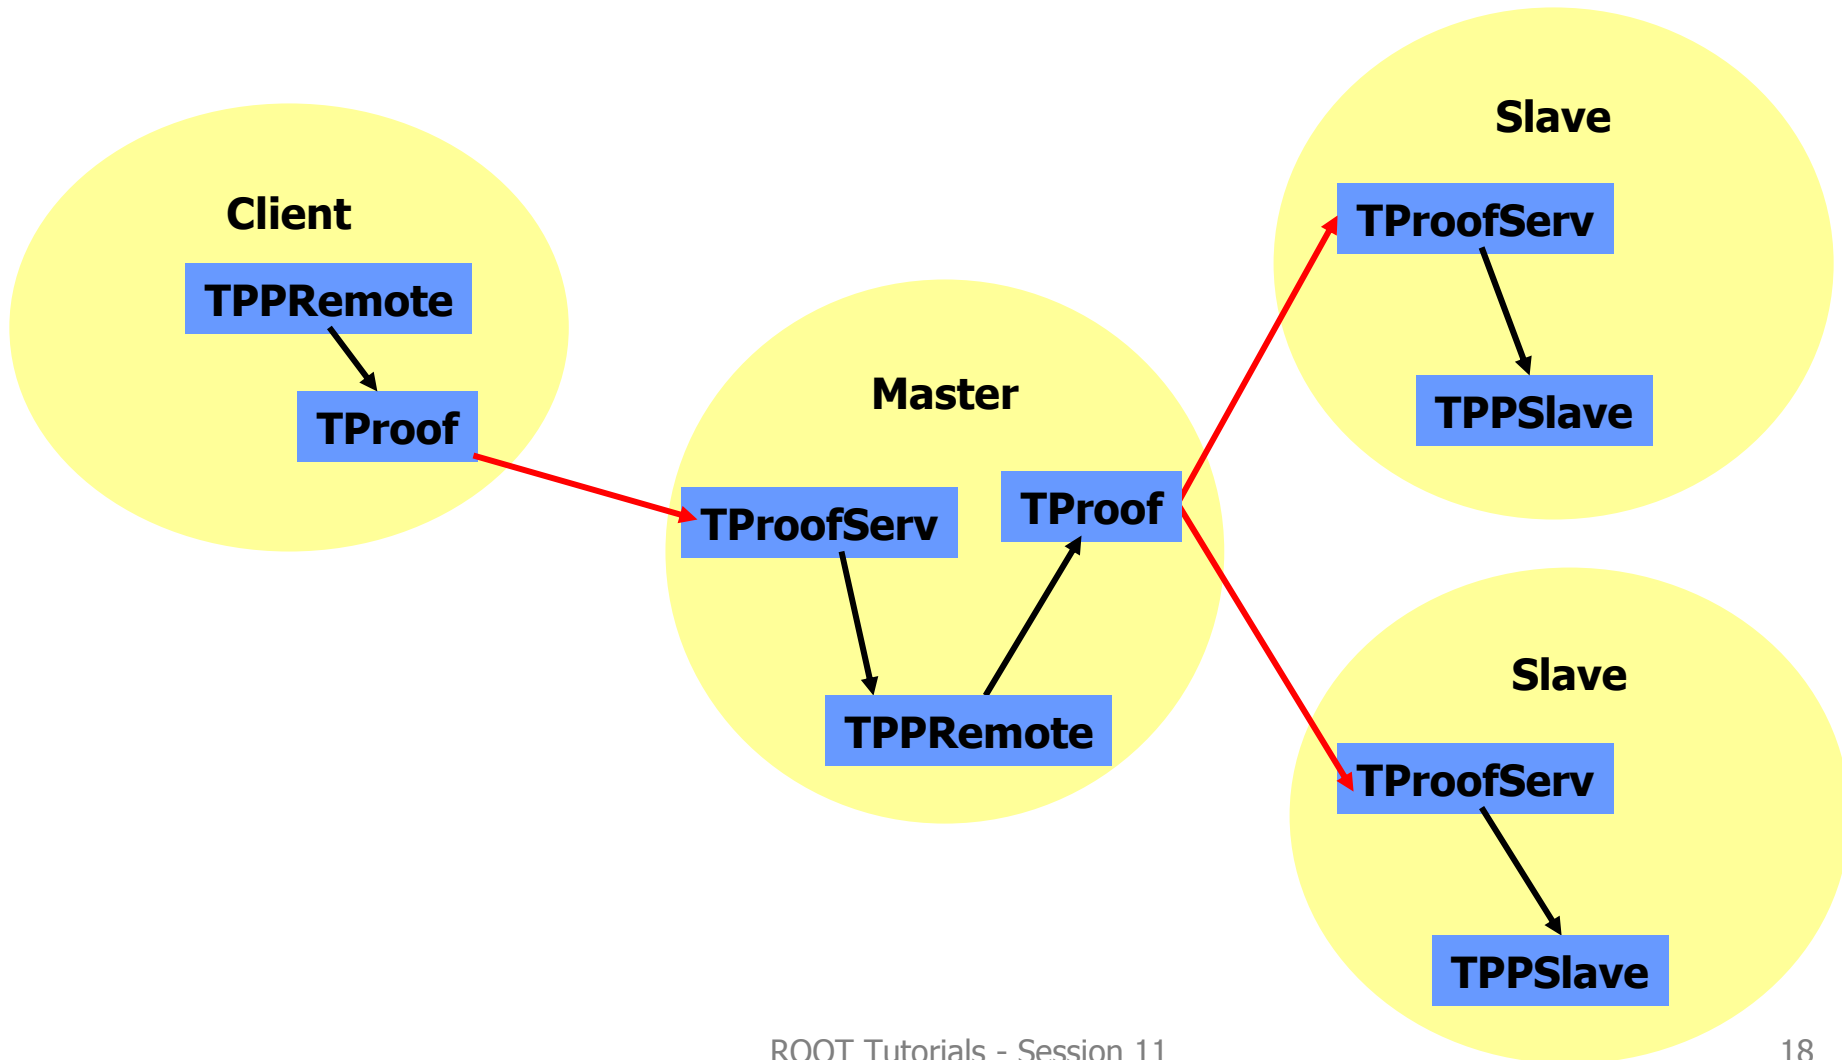 Client
TPPRemote
TProof
Master
TProofServ
TProof
TPPRemote
Slave
TProofServ
TPPSlave
Slave
TProofServ
TPPSlave
ROOT Tutorials - Session 11
18